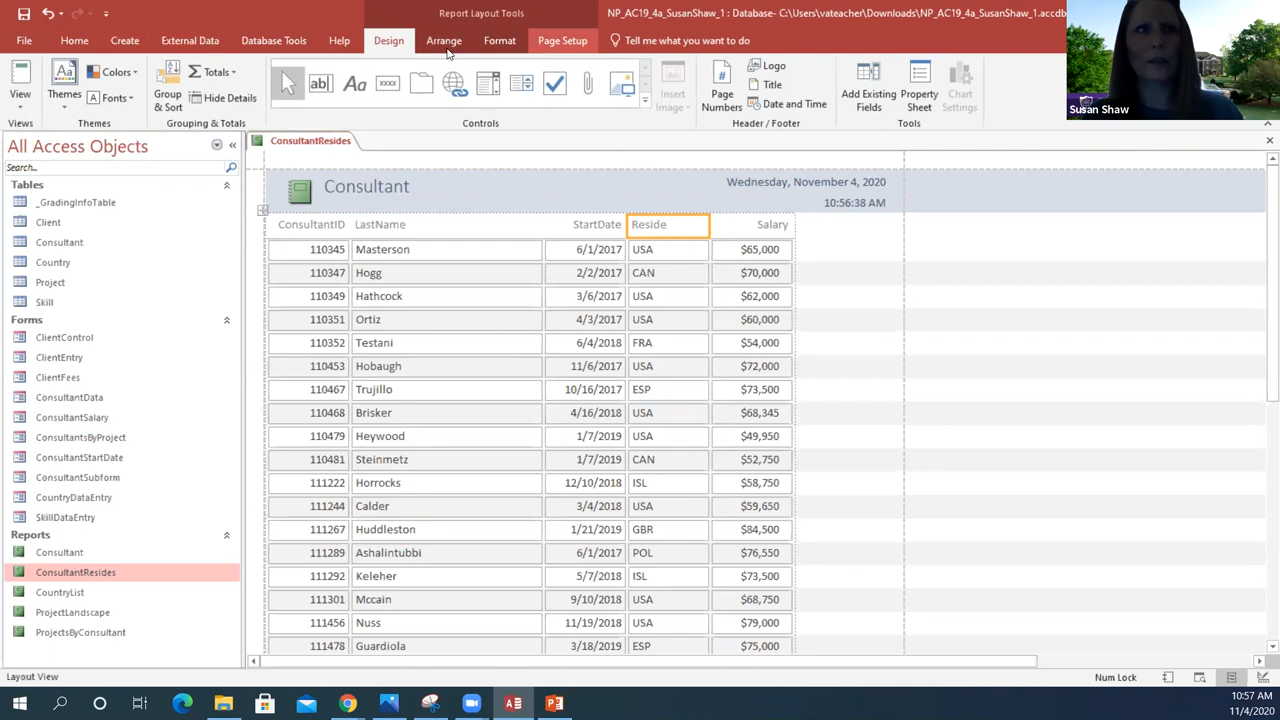 Report Layout Tools
NP_AC19_4a_SusanShaw_1 : Database- C:\Users\vateacher\Downloads\NP_AC19_4a_SusanShaw_1.accdb
File Home Create External Data Database Tools Help Design Arrange Format Page Setup Tell me what you want to do
View
Views
Themes
Colors
Fonts
Themes
Group & Sort
Totals
Hide Details
Grouping & Totals
ab|
Aa
xxxx
Controls
Insert Image
Page Numbers
Logo
Title
Date and Time
Header / Footer
Add Existing Fields
Property Sheet
Chart Settings
Tools
Susan Shaw
All Access Objects
Search...
Tables
_GradingInfoTable
Client
Consultant
Country
Project
Skill
Forms
ClientControl
ClientEntry
ClientFees
ConsultantData
ConsultantSalary
ConsultantsByProject
ConsultantStartDate
ConsultantSubform
CountryDataEntry
SkillDataEntry
Reports
Consultant
ConsultantResides
CountryList
ProjectLandscape
ProjectsByConsultant
ConsultantResides
Consultant
Wednesday, November 4, 2020
10:56:38 AM
ConsultantID LastName StartDate Reside Salary
110345 Masterson 6/1/2017 USA $65,000
110347 Hogg 2/2/2017 CAN $70,000
110349 Hathcock 3/6/2017 USA $62,000
110351 Ortiz 4/3/2017 USA $60,000
110352 Testani 6/4/2018 FRA $54,000
110453 Hobaugh 11/6/2017 USA $72,000
110467 Trujillo 10/16/2017 ESP $73,500
110468 Brisker 4/16/2018 USA $68,345
110479 Heywood 1/7/2019 USA $49,950
110481 Steinmetz 1/7/2019 CAN $52,750
111222 Horrocks 12/10/2018 ISL $58,750
111244 Calder 3/4/2018 USA $59,650
111267 Huddleston 1/21/2019 GBR $84,500
111289 Ashalintubbi 6/1/2017 POL $76,550
111292 Keleher 5/7/2018 ISL $73,500
111301 Mccain 9/10/2018 USA $68,750
111456 Nuss 11/19/2018 USA $79,000
111478 Guardiola 3/18/2019 ESP $75,000
Layout View
Num Lock
10:57 AM
11/4/2020